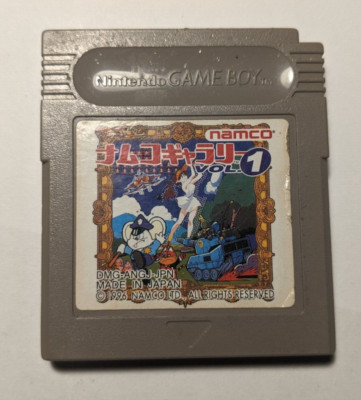 Nintendo GAME BOY TM
namco
ナムコギャラリー
VOL.1
DMG-ANGJ-JPN
MADE IN JAPAN
© 1996 NAMCO LTD., ALL RIGHTS RESERVED